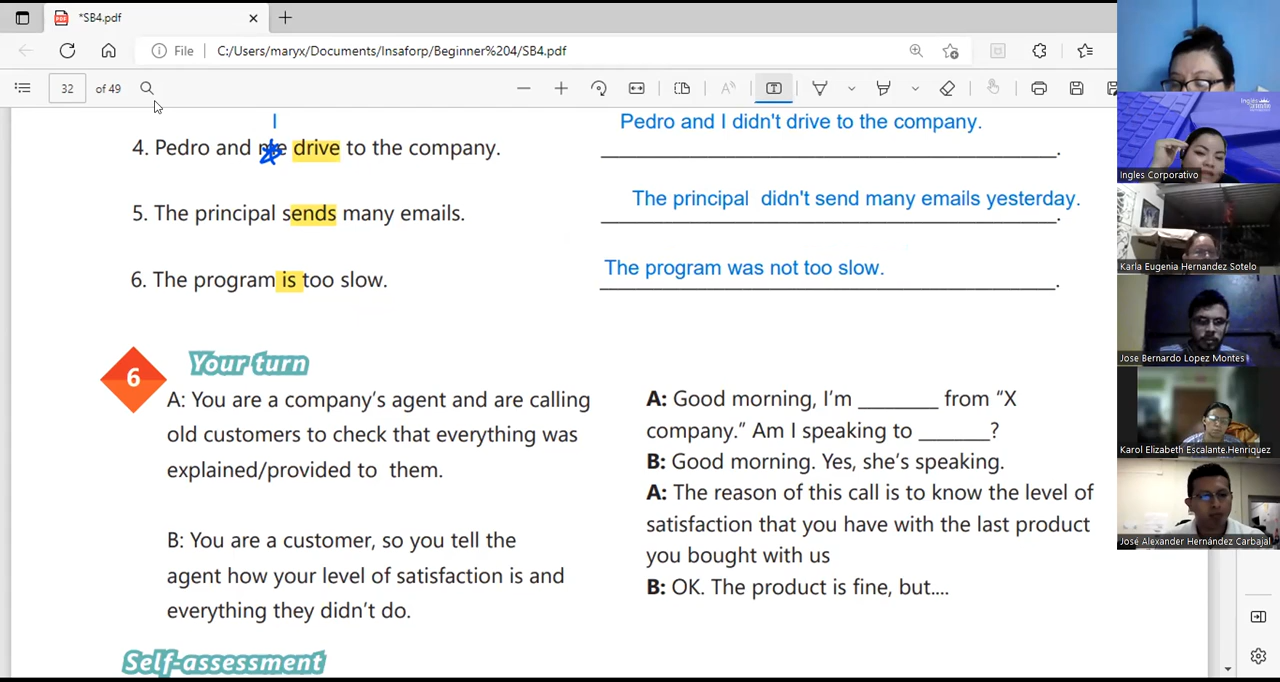 *SB4.pdf
File C:/Users/maryx/Documents/Insaforp/Beginner%204/SB4.pdf
32 of 49
I
4. Pedro and drive to the company.
Pedro and I didn't drive to the company.
5. The principal sends many emails.
The principal didn't send many emails yesterday.
6. The program is too slow.
The program was not too slow.
6 Your turn
A: You are a company's agent and are calling
old customers to check that everything was
explained/provided to them.
B: You are a customer, so you tell the
agent how your level of satisfaction is and
everything they didn't do.
A: Good morning, I'm ________ from "X
company." Am I speaking to _______?
B: Good morning. Yes, she's speaking.
A: The reason of this call is to know the level of
satisfaction that you have with the last product
you bought with us
B: OK. The product is fine, but....
Self-assessment
Ingles Corporativo
Karla Eugenia Hernandez Sotelo
Jose Bernardo Lopez Montes
Karol Elizabeth Escalante.Henriquez
José Alexander Hernández Carbajal